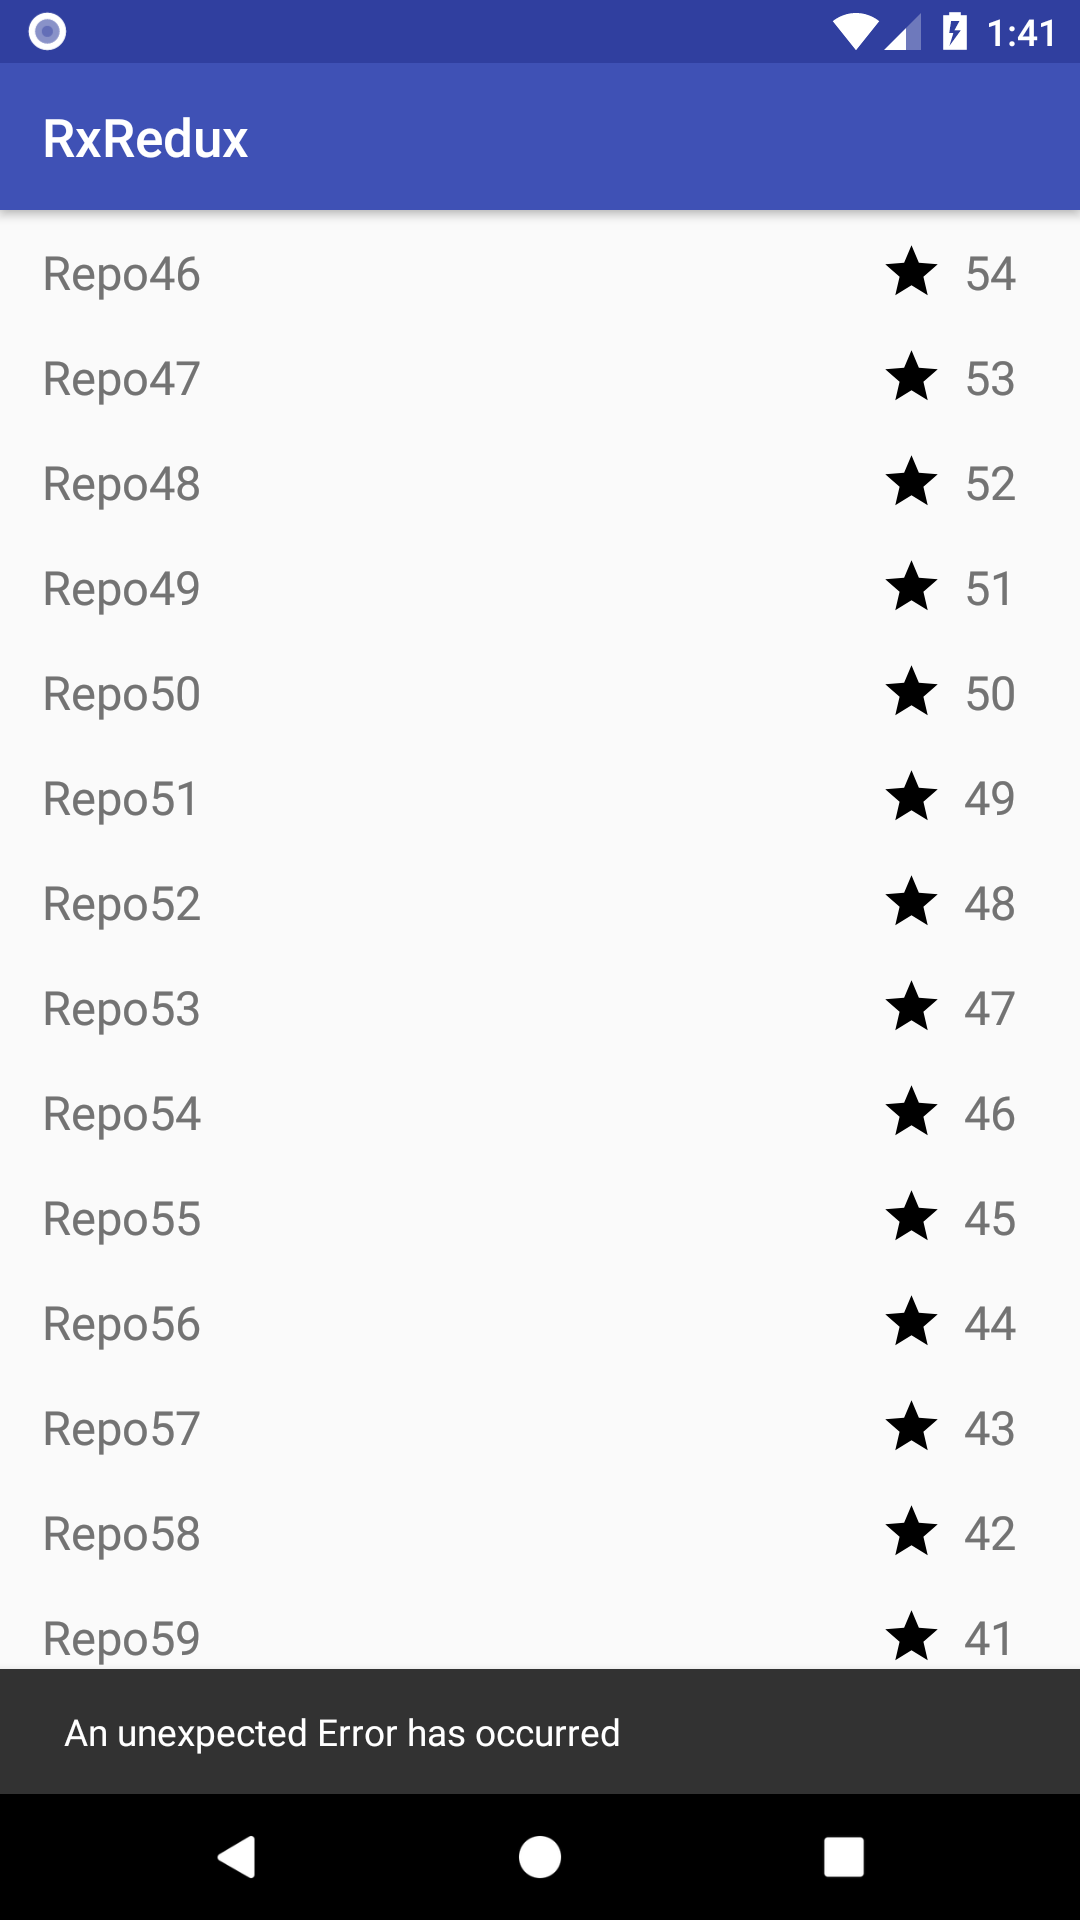 1:41
RxRedux
Repo46 54
Repo47 53
Repo48 52
Repo49 51
Repo50 50
Repo51 49
Repo52 48
Repo53 47
Repo54 46
Repo55 45
Repo56 44
Repo57 43
Repo58 42
Repo59 41
An unexpected Error has occurred